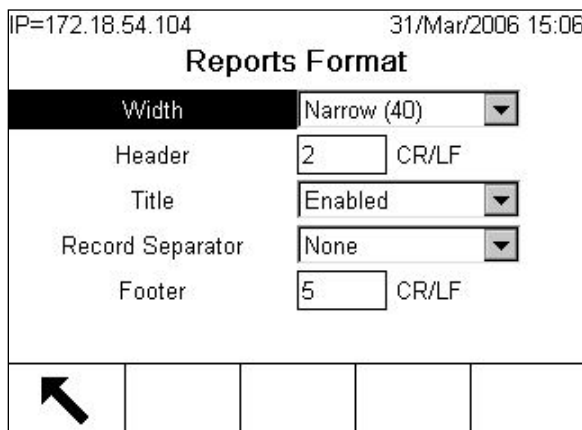 IP=172.18.54.104 31/Mar/2006 15:06
Reports Format
Width Narrow (40)
Header 2 CR/LF
Title Enabled
Record Separator None
Footer 5 CR/LF